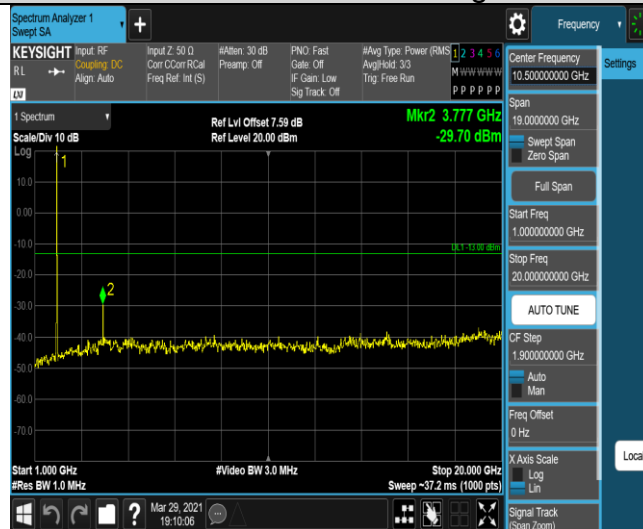 Spectrum Analyzer 1
Swept SA
+
Frequency
KEYSIGHT
Input: RF
Coupling: DC
Align: Auto
Input Z: 50 Ω
Corr CCorr RCal
Freq Ref: Int (S)
#Atten: 30 dB
Preamp: Off
PNO: Fast
Gate: Off
IF Gain: Low
Sig Track: Off
#Avg Type: Power (RMS
Avg|Hold: 3/3
Trig: Free Run
1 2 3 4 5 6
M W W W W W
P P P P P P
R L
LXI
1 Spectrum
Scale/Div 10 dB
Log
Ref Lvl Offset 7.59 dB
Ref Level 20.00 dBm
Mkr2 3.777 GHz
-29.70 dBm
1
10.0
0.00
-10.0
DL1 -13.00 dBm
-20.0
2
-30.0
-40.0
-50.0
-60.0
-70.0
Start 1.000 GHz
#Res BW 1.0 MHz
#Video BW 3.0 MHz
Stop 20.000 GHz
Sweep ~37.2 ms (1000 pts)
?
Mar 29, 2021
19:10:06
Center Frequency
10.500000000 GHz
Settings
Span
19.0000000 GHz
Swept Span
Zero Span
Full Span
Start Freq
1.000000000 GHz
Stop Freq
20.000000000 GHz
AUTO TUNE
CF Step
1.900000000 GHz
Auto
Man
Freq Offset
0 Hz
X Axis Scale
Log
Lin
Local
Signal Track
(Span Zoom)